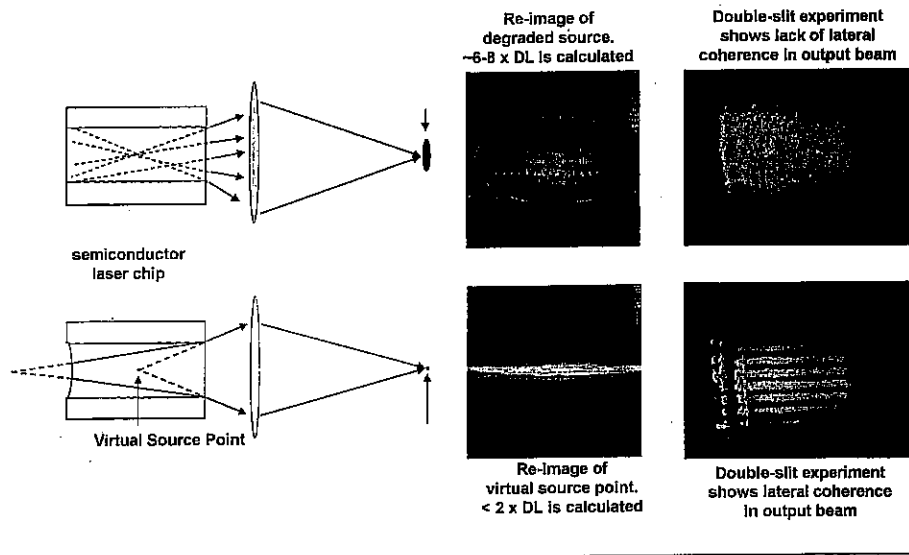 Re-image of
degraded source.
~6-8 x DL is calculated
Double-slit experiment
shows lack of lateral
coherence in output beam
semiconductor
laser chip
Virtual Source Point
Re-Image of
virtual source point.
< 2 x DL is calculated
Double-slit experiment
shows lateral coherence
in output beam